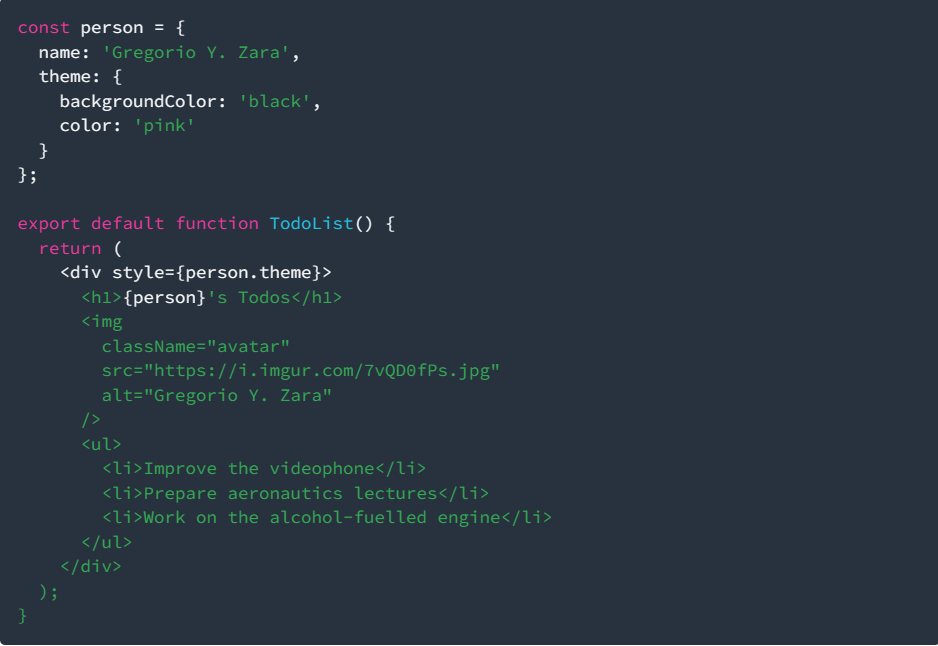 const person = {
  name: 'Gregorio Y. Zara',
  theme: {
    backgroundColor: 'black',
    color: 'pink'
  }
};

export default function TodoList() {
  return (
    <div style={person.theme}>
      <h1>{person}'s Todos</h1>
      <img
        className="avatar"
        src="https://i.imgur.com/7vQD0fPs.jpg"
        alt="Gregorio Y. Zara"
      />
      <ul>
        <li>Improve the videophone</li>
        <li>Prepare aeronautics lectures</li>
        <li>Work on the alcohol-fuelled engine</li>
      </ul>
    </div>
  );
}